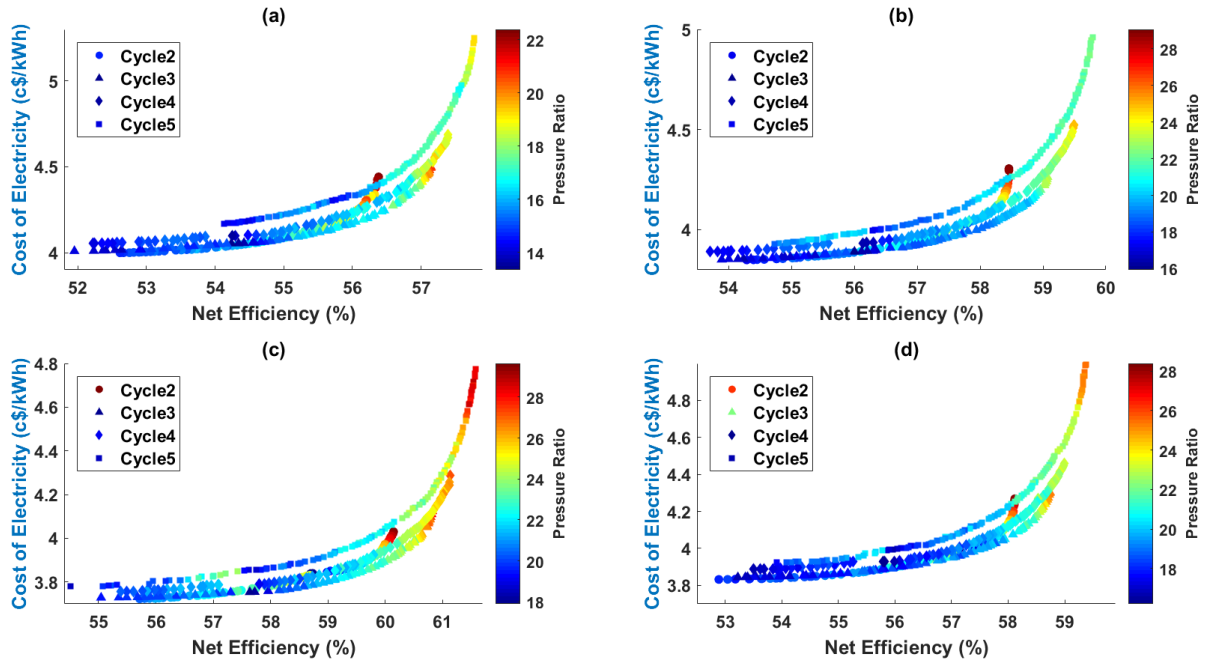 (a)
Cost of Electricity (c$/kWh)
5
4.5
4
Cycle2
Cycle3
Cycle4
Cycle5
52 53 54 55 56 57
Net Efficiency (%)
22
20
18
16
14
Pressure Ratio
(b)
Cost of Electricity (c$/kWh)
5
4.5
4
Cycle2
Cycle3
Cycle4
Cycle5
54 55 56 57 58 59 60
Net Efficiency (%)
28
26
24
22
20
18
16
Pressure Ratio
(c)
Cost of Electricity (c$/kWh)
4.8
4.6
4.4
4.2
4
3.8
Cycle2
Cycle3
Cycle4
Cycle5
55 56 57 58 59 60 61
Net Efficiency (%)
28
26
24
22
20
18
Pressure Ratio
(d)
Cost of Electricity (c$/kWh)
4.8
4.6
4.4
4.2
4
3.8
Cycle2
Cycle3
Cycle4
Cycle5
53 54 55 56 57 58 59
Net Efficiency (%)
28
26
24
22
20
18
Pressure Ratio